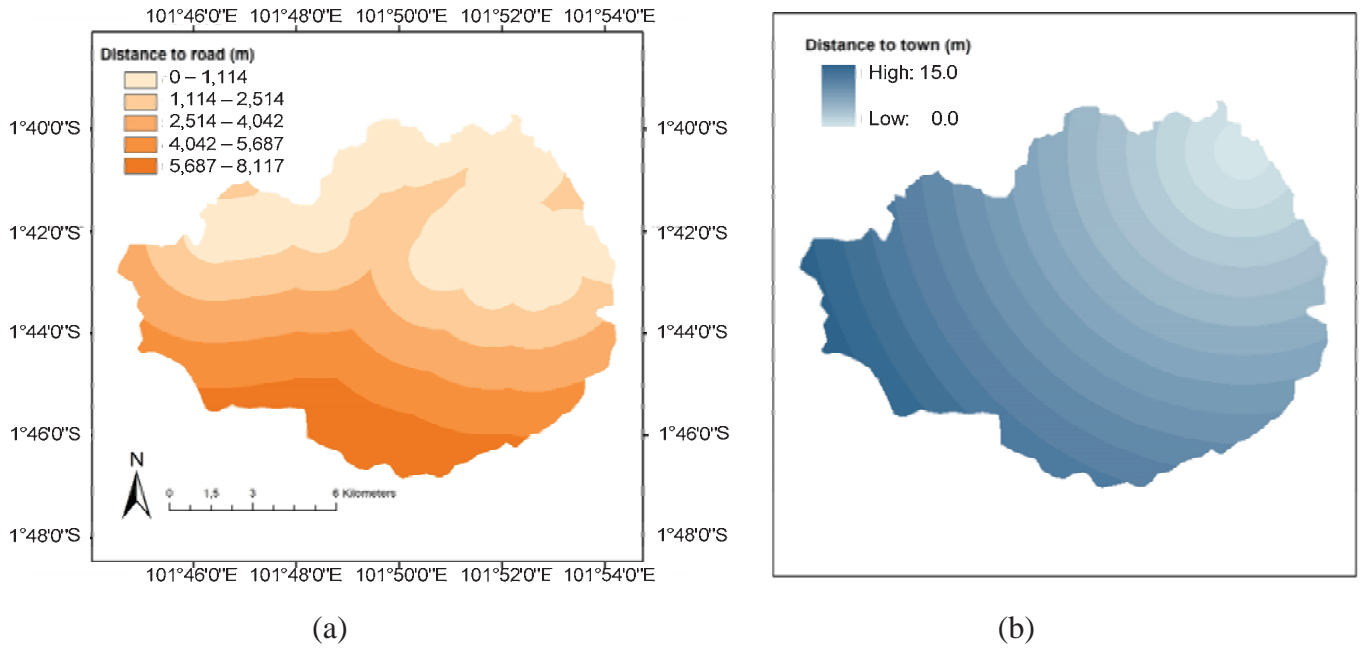 101°46'0"E 101°48'0"E 101°50'0"E 101°52'0"E 101°54'0"E
Distance to road (m)
0 – 1,114
1,114 – 2,514
2,514 – 4,042
4,042 – 5,687
5,687 – 8,117
1°40'0"S
1°42'0"S
1°44'0"S
1°46'0"S
1°48'0"S
1°40'0"S
1°42'0"S
1°44'0"S
1°46'0"S
1°48'0"S
N
0 1,5 3 6 Kilometers
101°46'0"E 101°48'0"E 101°50'0"E 101°52'0"E 101°54'0"E
(a)
Distance to town (m)
High: 15.0
Low: 0.0
(b)